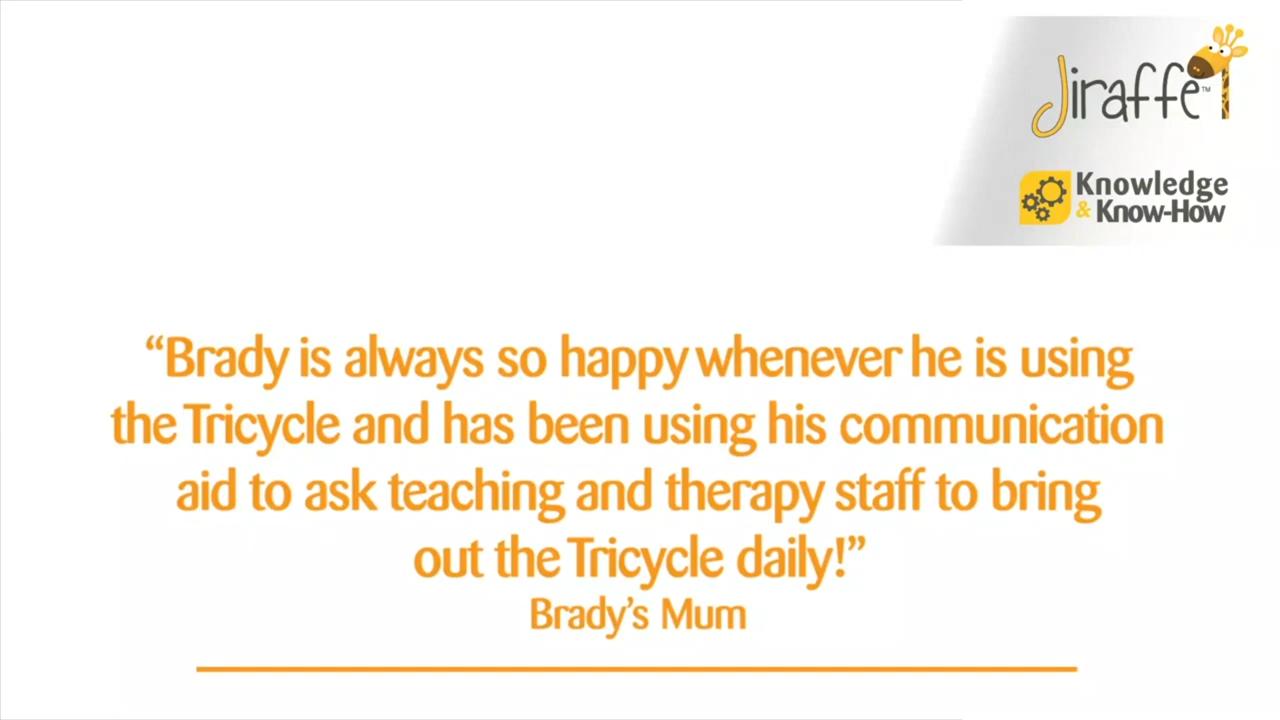 Jiraffe™
Knowledge
& Know-How
“Brady is always so happy whenever he is using
the Tricycle and has been using his communication
aid to ask teaching and therapy staff to bring
out the Tricycle daily!”
Brady’s Mum